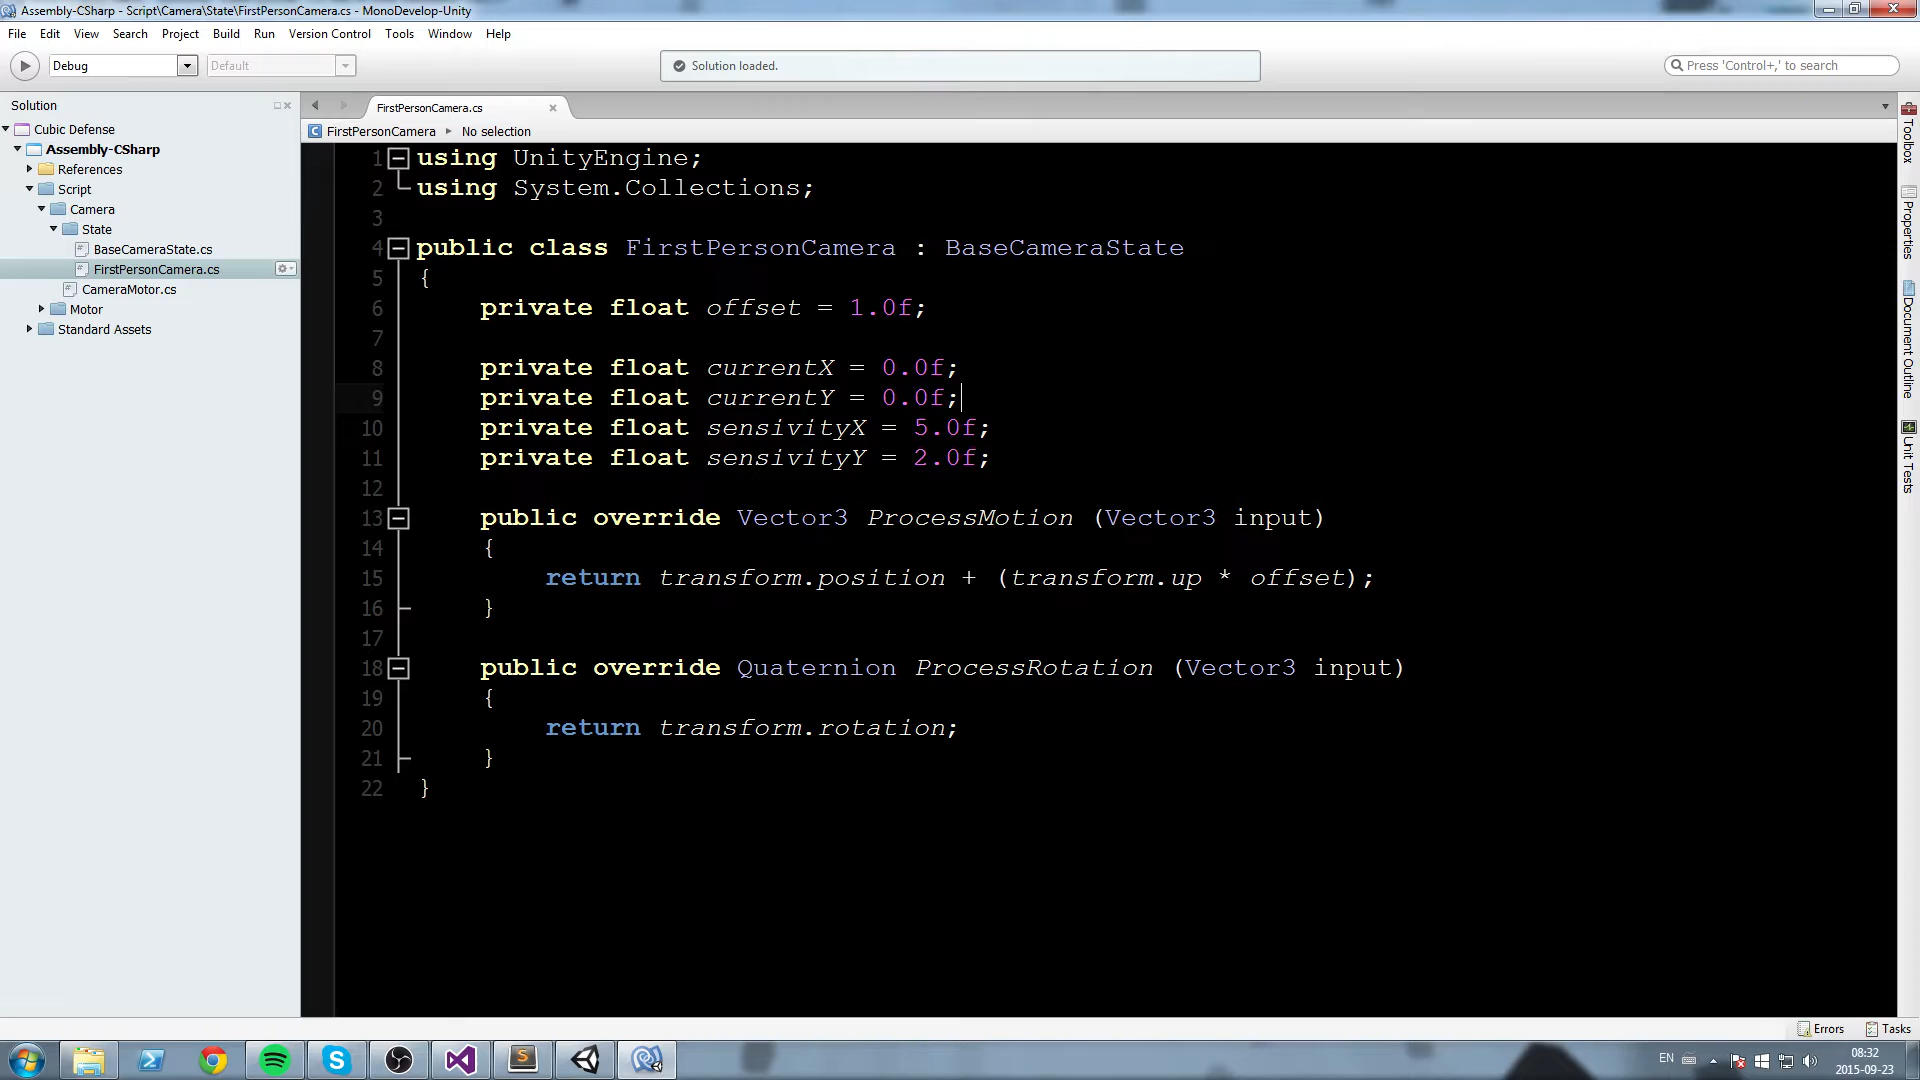 Assembly-CSharp - Script\Camera\State\FirstPersonCamera.cs - MonoDevelop-Unity
File Edit View Search Project Build Run Version Control Tools Window Help
Debug Default Solution loaded. Press 'Control+,' to search
Solution
Cubic Defense
Assembly-CSharp
References
Script
Camera
State
BaseCameraState.cs
FirstPersonCamera.cs
CameraMotor.cs
Motor
Standard Assets
FirstPersonCamera.cs
FirstPersonCamera No selection
1 using UnityEngine;
2 using System.Collections;
3
4 public class FirstPersonCamera : BaseCameraState
5 {
6 private float offset = 1.0f;
7
8 private float currentX = 0.0f;
9 private float currentY = 0.0f;
10 private float sensivityX = 5.0f;
11 private float sensivityY = 2.0f;
12
13 public override Vector3 ProcessMotion (Vector3 input)
14 {
15 return transform.position + (transform.up * offset);
16 }
17
18 public override Quaternion ProcessRotation (Vector3 input)
19 {
20 return transform.rotation;
21 }
22 }
Toolbox
Properties
Document Outline
Unit Tests
Errors Tasks
EN
08:32
2015-09-23